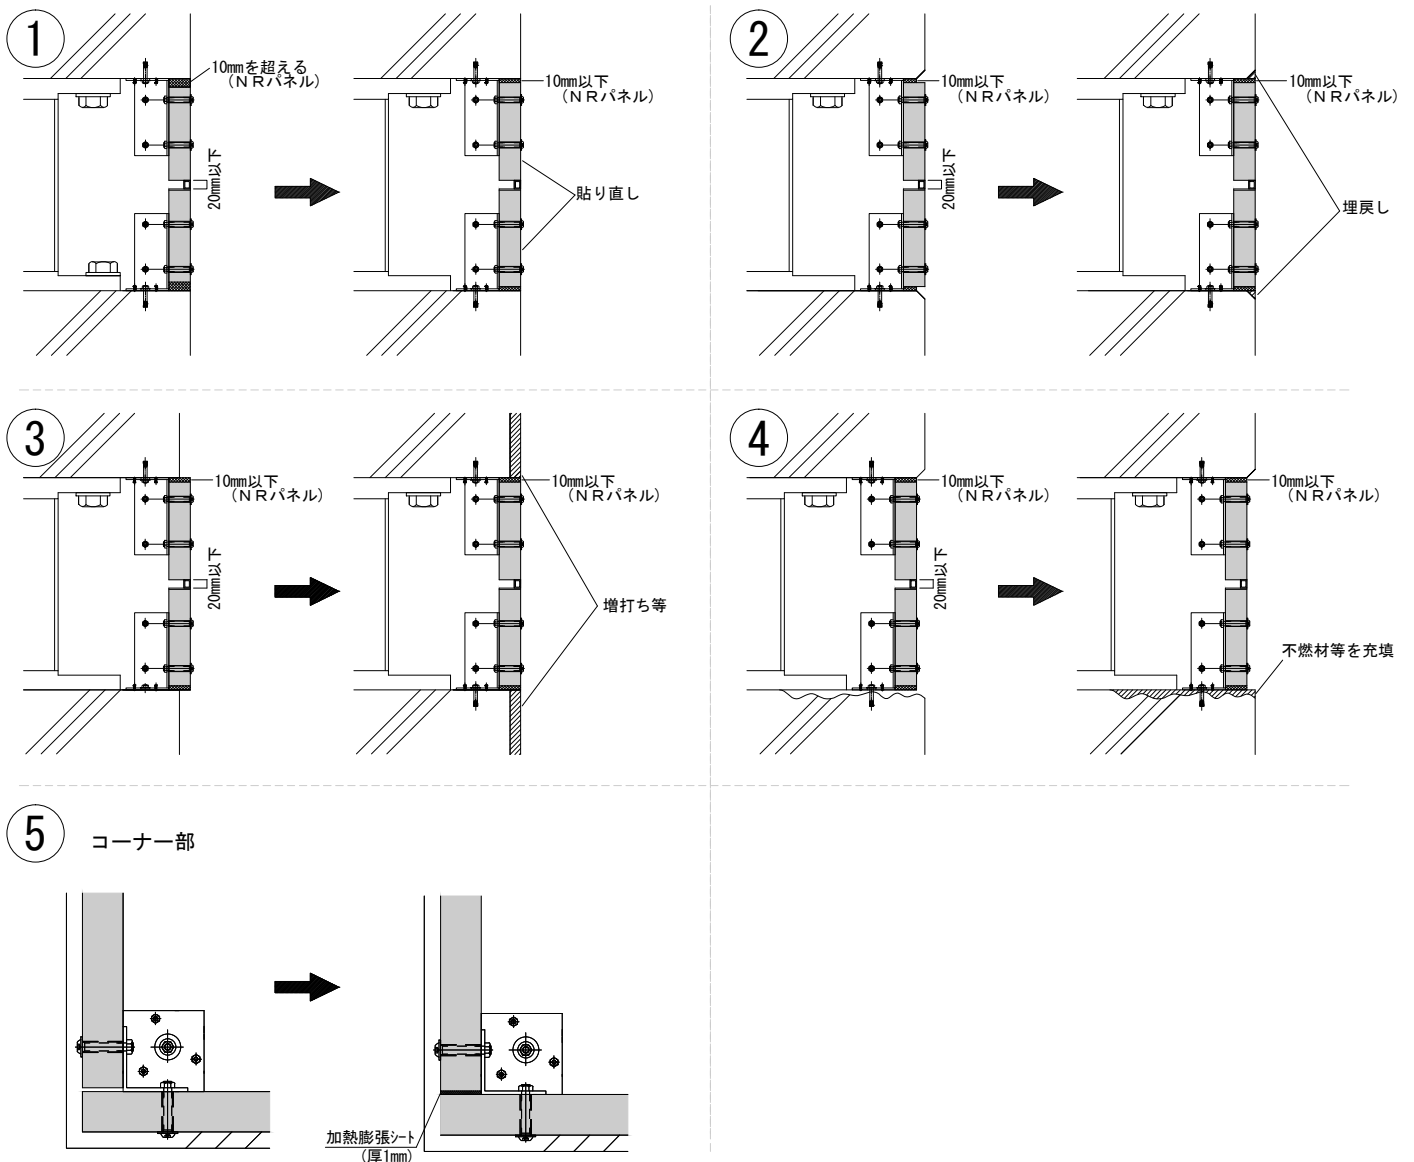 ①
10mmを超える
（ＮＲパネル）
20mm以下
10mm以下
（ＮＲパネル）
貼り直し
②
10mm以下
（ＮＲパネル）
20mm以下
10mm以下
（ＮＲパネル）
埋戻し
③
10mm以下
（ＮＲパネル）
20mm以下
10mm以下
（ＮＲパネル）
増打ち等
④
10mm以下
（ＮＲパネル）
20mm以下
10mm以下
（ＮＲパネル）
不燃材等を充填
⑤ コーナー部
加熱膨張シート
（厚1mm）